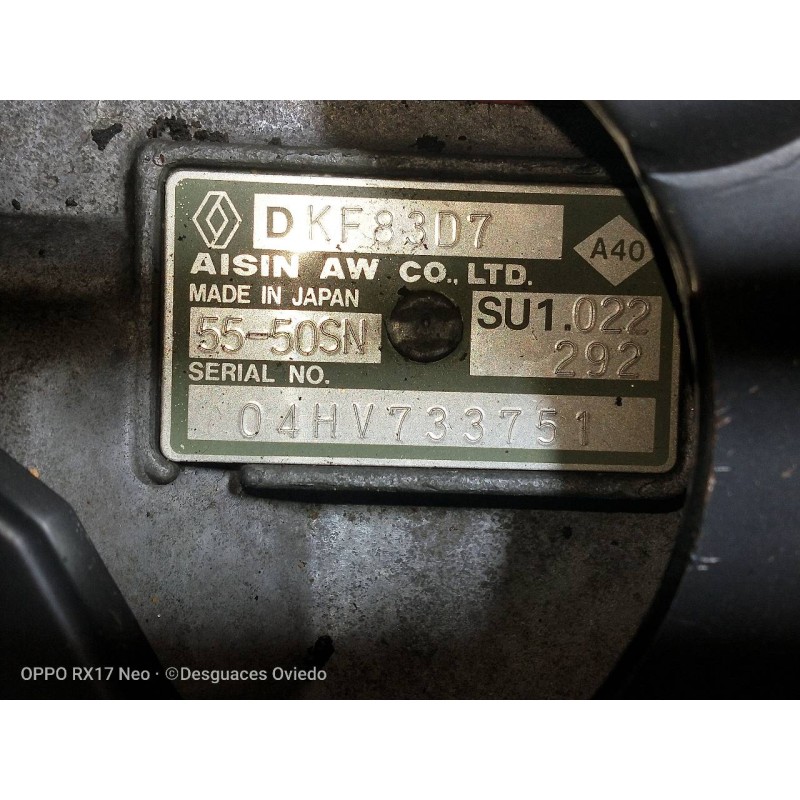 D KF83D7
A40
AISIN AW CO., LTD.
MADE IN JAPAN
55-50SN
SU1.022
292
SERIAL NO.
04HV733751
OPPO RX17 Neo · ©Desguaces Oviedo